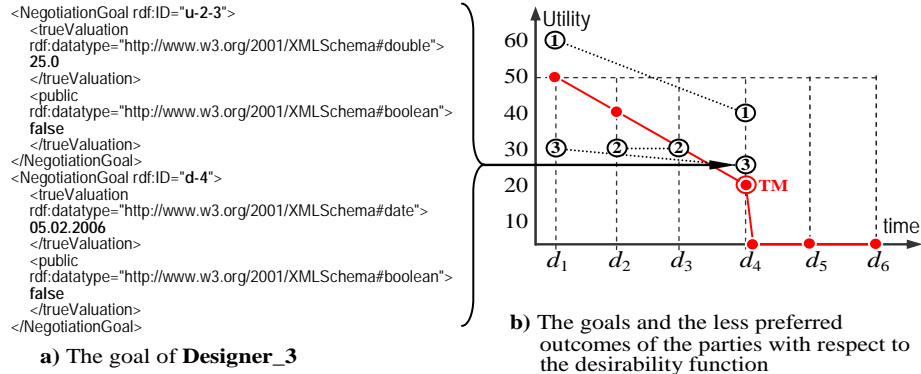 <NegotiationGoal rdf:ID="u-2-3">
<trueValuation
rdf:datatype="http://www.w3.org/2001/XMLSchema#double">
25.0
</trueValuation>
<public
rdf:datatype="http://www.w3.org/2001/XMLSchema#boolean">
false
</trueValuation>
</NegotiationGoal>
<NegotiationGoal rdf:ID="d-4">
<trueValuation
rdf:datatype="http://www.w3.org/2001/XMLSchema#date">
05.02.2006
</trueValuation>
<public
rdf:datatype="http://www.w3.org/2001/XMLSchema#boolean">
false
</trueValuation>
</NegotiationGoal>
a) The goal of Designer_3
Utility
60
50
40
30
20
10
1
1
3
2
2
3
TM
time
d1
d2
d3
d4
d5
d6
b) The goals and the less preferred
outcomes of the parties with respect to
the desirability function